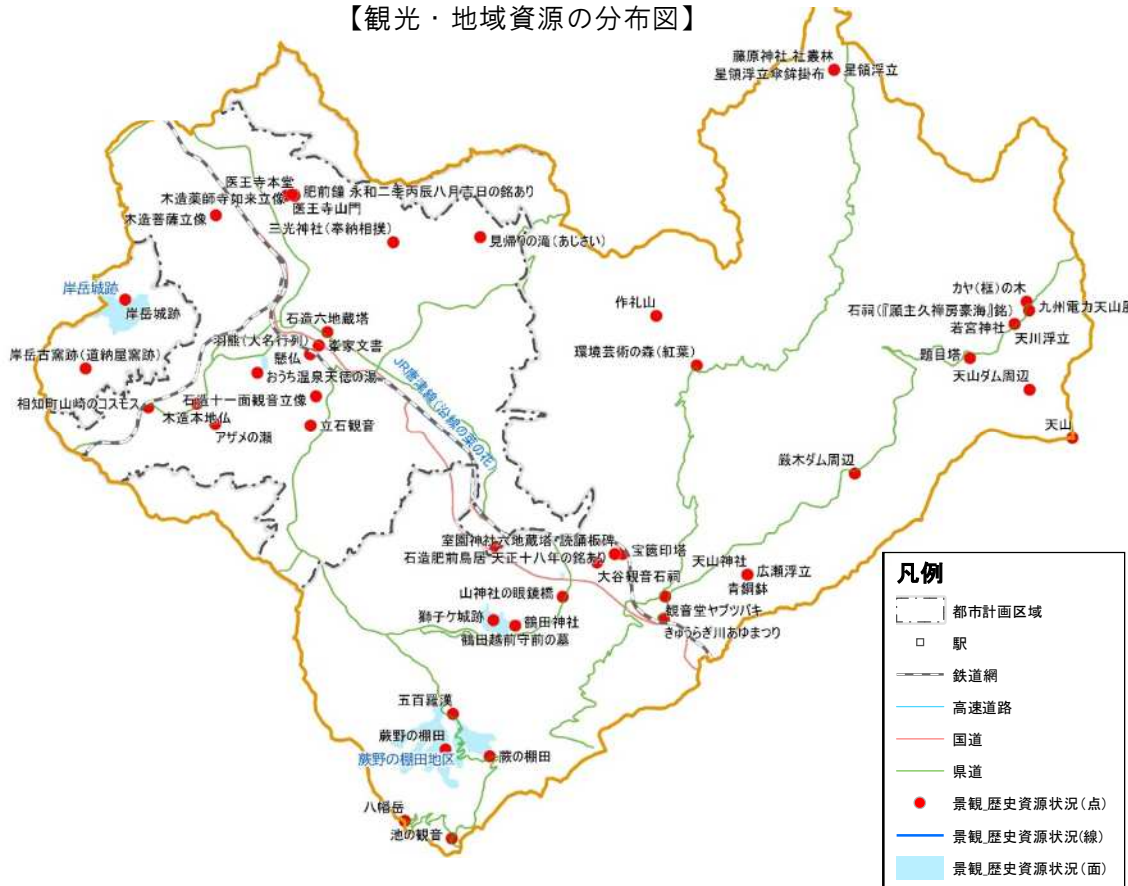 【観光・地域資源の分布図】
藤原神社 社叢林
星領浮立傘鉾掛布
星領浮立
医王寺本堂
木造薬師寺如来立像
肥前鐘 永和二季丙辰八月吉日の銘あり
医王寺山門
木造菩薩立像
三光神社(奉納相撲)
見帰りの滝(あじさい)
岸岳城跡
岸岳城跡
作礼山
カヤ(榧)の木
石祠(『願主久禅房豪海』銘)
九州電力天山風
若宮神社
天川浮立
題目塔
石造六地蔵塔
羽熊(大名行列)
峯家文書
懸仏
岸岳古窯跡(道納屋窯跡)
おうち温泉天徳の湯
環境芸術の森(紅葉)
天山ダム周辺
相知町山崎のコスモス
石造十一面観音立像
木造本地仏
アザメの瀬
立石観音
JR唐津線(沿線の菜の花)
天山
厳木ダム周辺
室園神社六地蔵塔・読誦板碑
宝篋印塔
石造肥前鳥居 天正十八年の銘あり
大谷観音石祠
天山神社
広瀬浮立
青銅鉢
山神社の眼鏡橋
観音堂ヤブツバキ
獅子ケ城跡
鶴田神社
きゅうらぎ川あゆまつり
鶴田越前守前の墓
五百羅漢
蕨野の棚田
蕨野の棚田地区
蕨の棚田
八幡岳
池の観音
凡例
都市計画区域
駅
鉄道網
高速道路
国道
県道
景観_歴史資源状況(点)
景観_歴史資源状況(線)
景観_歴史資源状況(面)